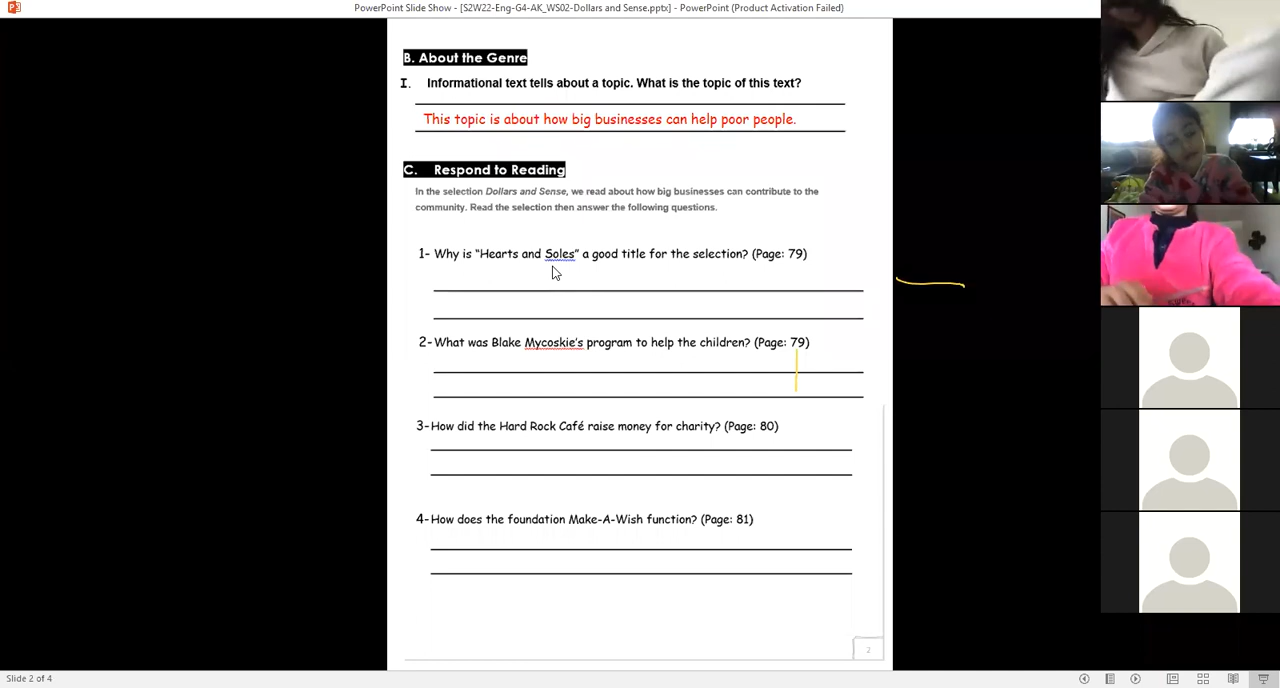 PowerPoint Slide Show - [S2W22-Eng-G4-AK_WS02-Dollars and Sense.pptx] - PowerPoint (Product Activation Failed)
B. About the Genre
I. Informational text tells about a topic. What is the topic of this text?
This topic is about how big businesses can help poor people.
C. Respond to Reading
In the selection Dollars and Sense, we read about how big businesses can contribute to the
community. Read the selection then answer the following questions.
1- Why is “Hearts and Soles” a good title for the selection? (Page: 79)
2- What was Blake Mycoskie’s program to help the children? (Page: 79)
3- How did the Hard Rock Café raise money for charity? (Page: 80)
4- How does the foundation Make-A-Wish function? (Page: 81)
2
Slide 2 of 4